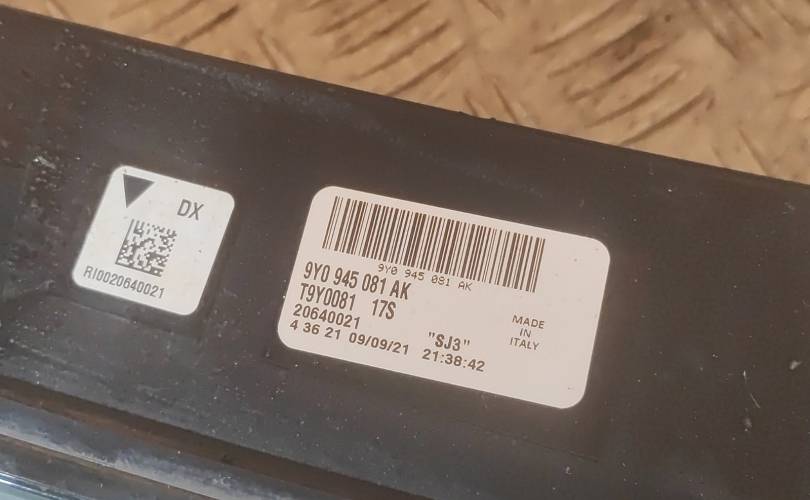 DX
RI0020640021
9Y0 945 081 AK
9Y0 945 081 AK
T9Y0081 17S
20640021 "SJ3"
4 36 21 09/09/21 21:38:42
MADE
IN
ITALY